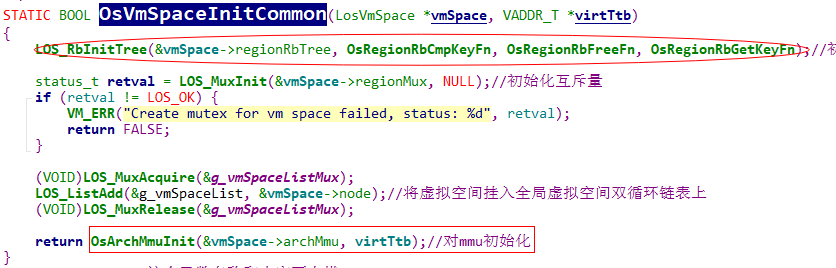 STATIC BOOL OsVmSpaceInitCommon(LosVmSpace *vmSpace, VADDR_T *virtTtb)
{
    LOS_RbInitTree(&vmSpace->regionRbTree, OsRegionRbCmpKeyFn, OsRegionRbFreeFn, OsRegionRbGetKeyFn);//初
    status_t retval = LOS_MuxInit(&vmSpace->regionMux, NULL);//初始化互斥量
    if (retval != LOS_OK) {
        VM_ERR("Create mutex for vm space failed, status: %d", retval);
        return FALSE;
    }
    (VOID)LOS_MuxAcquire(&g_vmSpaceListMux);
    LOS_ListAdd(&g_vmSpaceList, &vmSpace->node);//将虚拟空间挂入全局虚拟空间双循环链表上
    (VOID)LOS_MuxRelease(&g_vmSpaceListMux);
    return OsArchMmuInit(&vmSpace->archMmu, virtTtb);//对mmu初始化
}